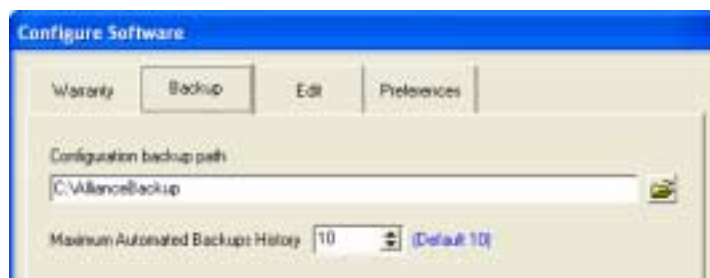 Configure Software
Warranty Backup Edit Preferences
Configuration backup path
C:\AllianceBackup
Maximum Automated Backups History 10 (Default 10)